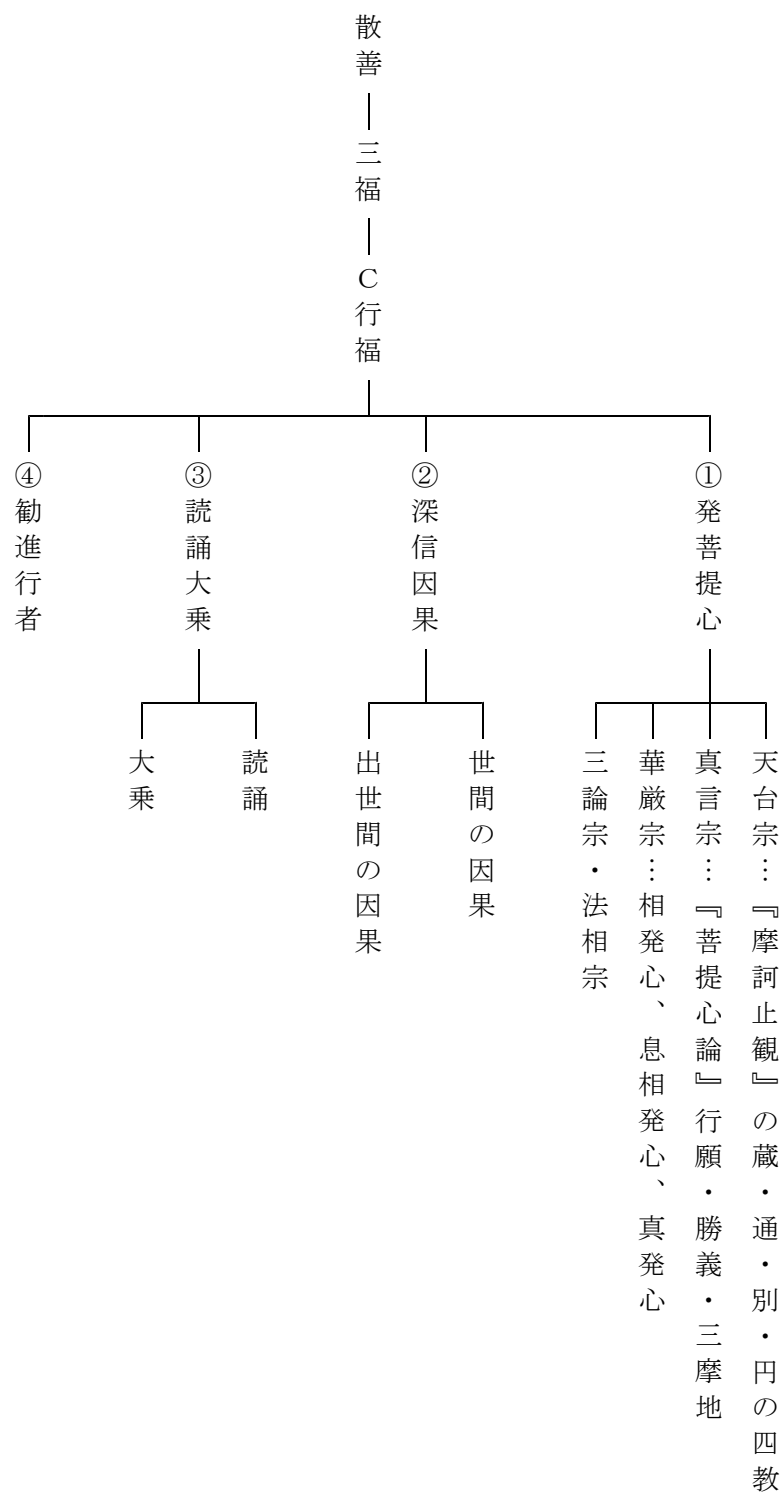 散善
三福
C行福
①発菩提心
天台宗…『摩訶止観』の蔵・通・別・円の四教
真言宗…『菩提心論』行願・勝義・三摩地
華厳宗…相発心、息相発心、真発心
三論宗・法相宗
②深信因果
世間の因果
出世間の因果
③読誦大乗
読誦
大乗
④勧進行者